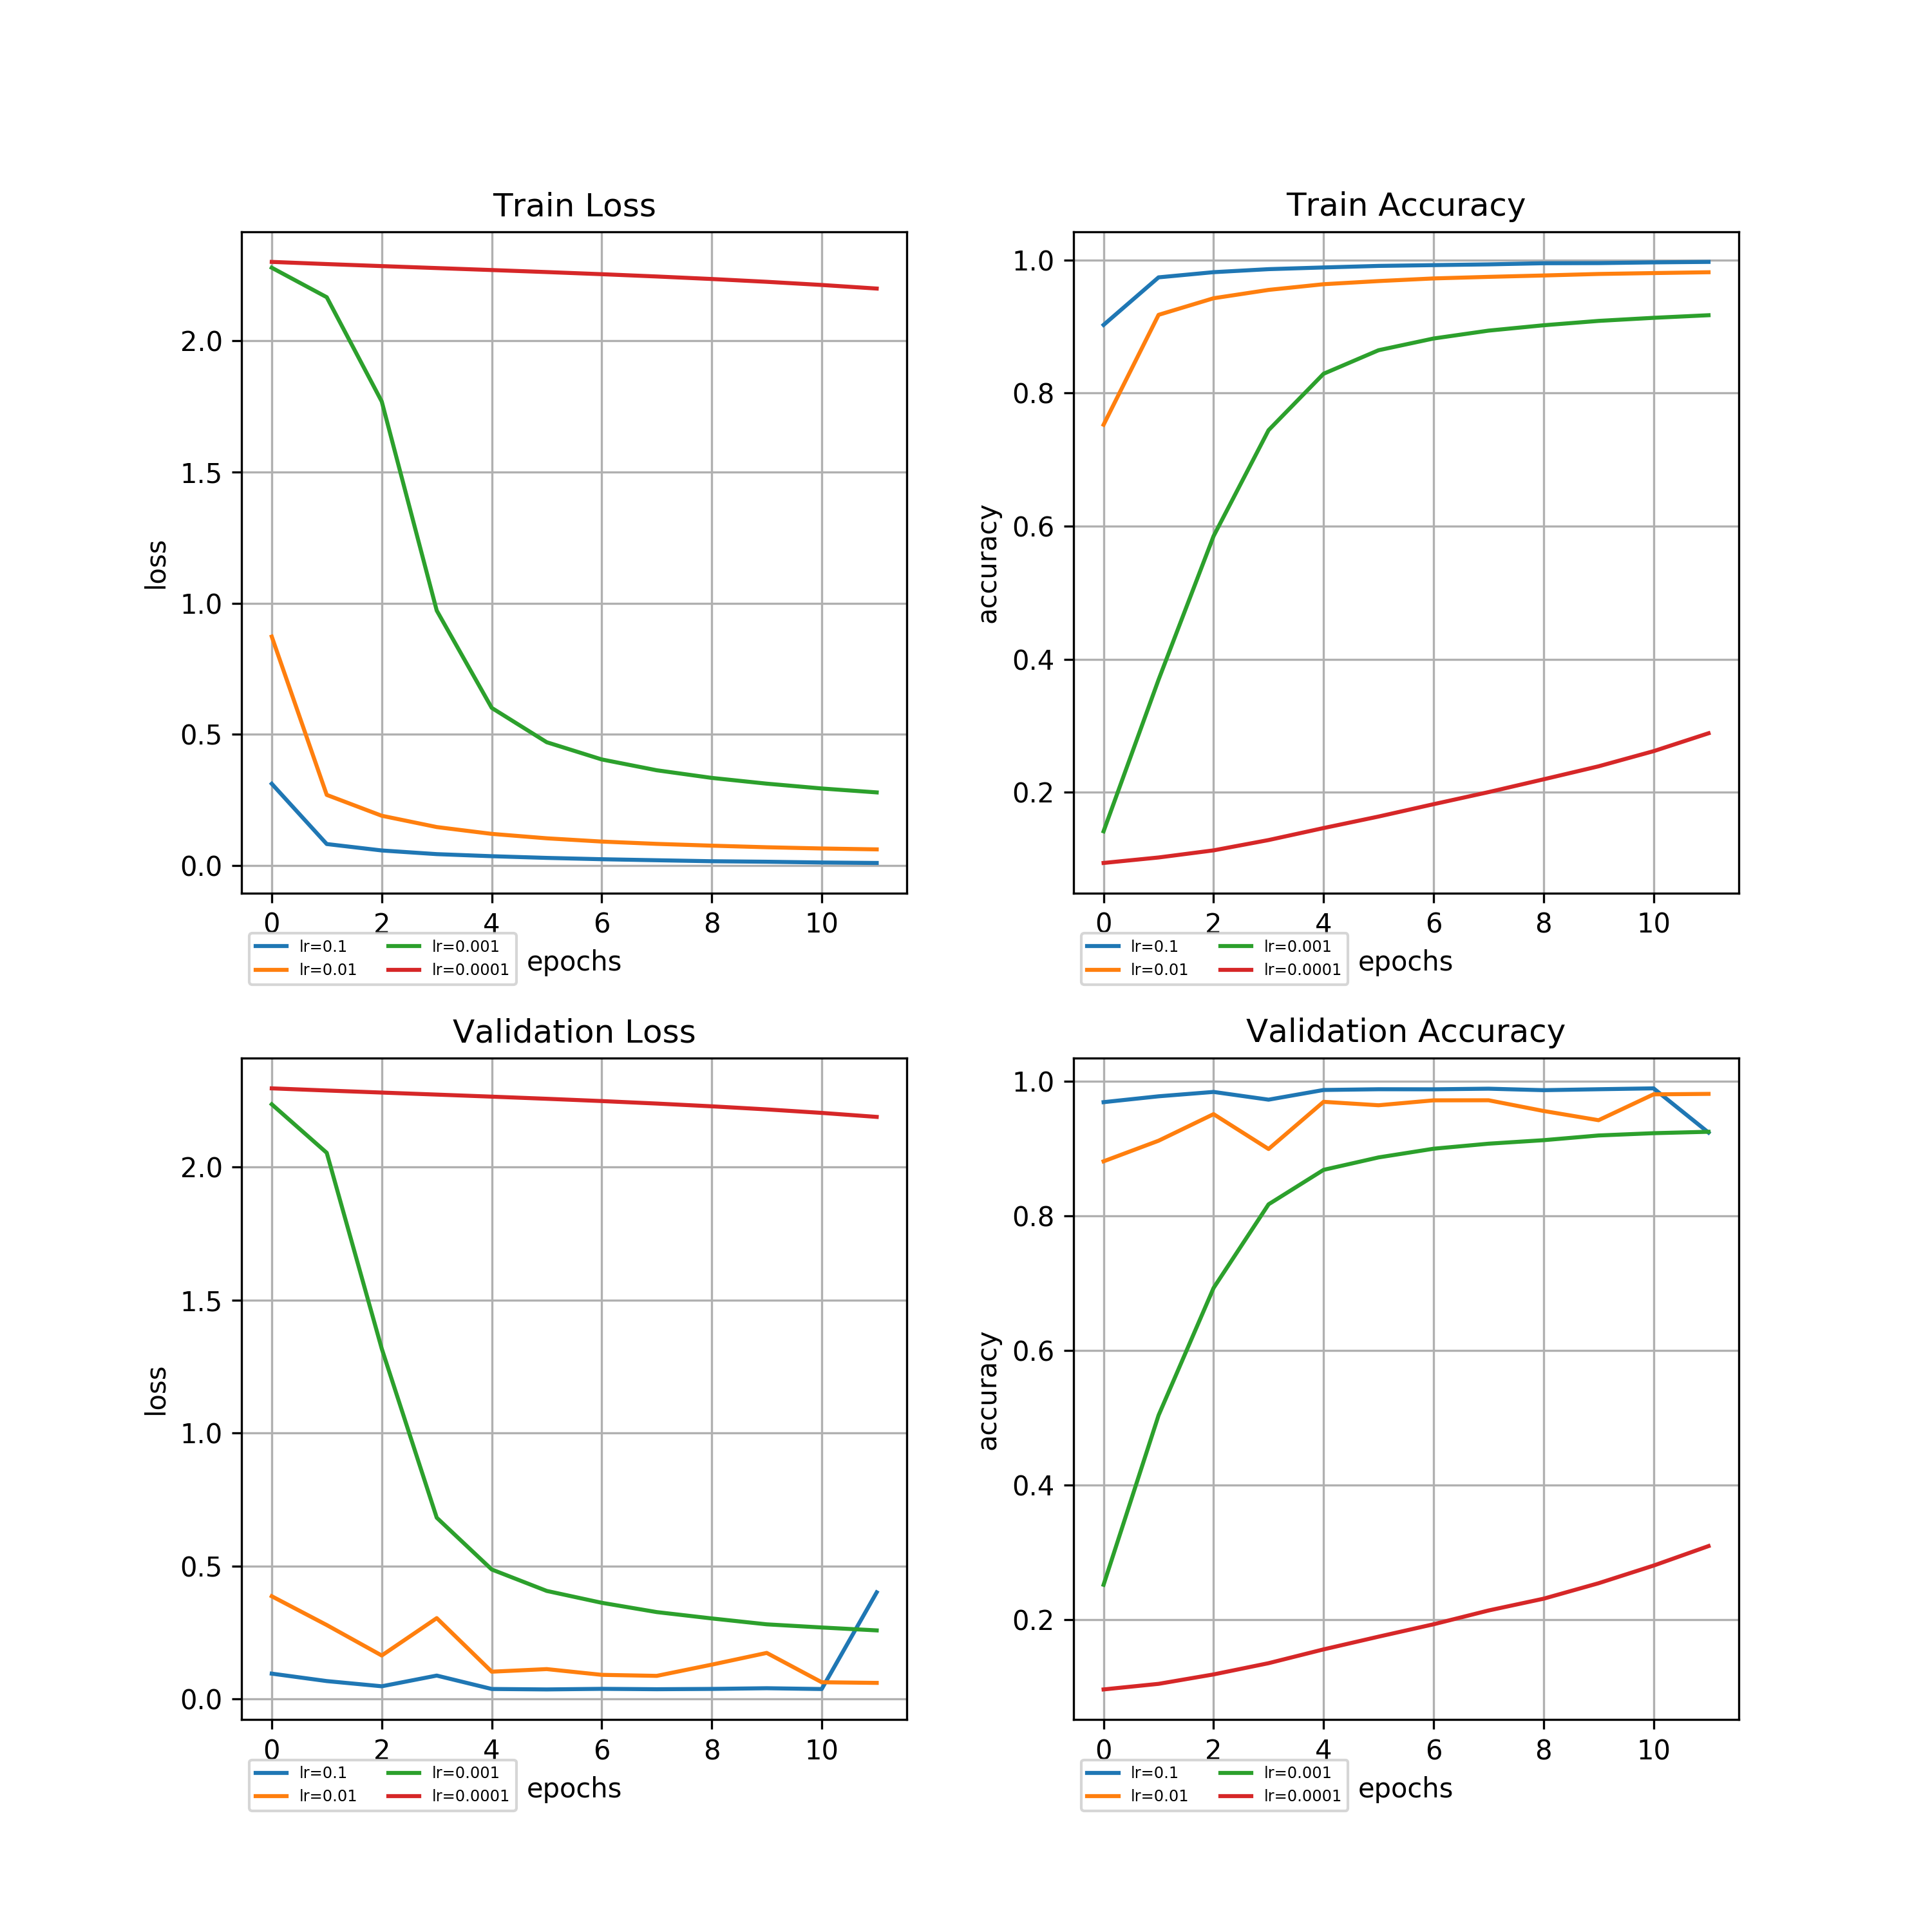 Train Loss
loss
2.0
1.5
1.0
0.5
0.0
0 2 4 6 8 10
epochs
lr=0.1 lr=0.001
lr=0.01 lr=0.0001
Train Accuracy
accuracy
1.0
0.8
0.6
0.4
0.2
0 2 4 6 8 10
epochs
lr=0.1 lr=0.001
lr=0.01 lr=0.0001
Validation Loss
loss
2.0
1.5
1.0
0.5
0.0
0 2 4 6 8 10
epochs
lr=0.1 lr=0.001
lr=0.01 lr=0.0001
Validation Accuracy
accuracy
1.0
0.8
0.6
0.4
0.2
0 2 4 6 8 10
epochs
lr=0.1 lr=0.001
lr=0.01 lr=0.0001